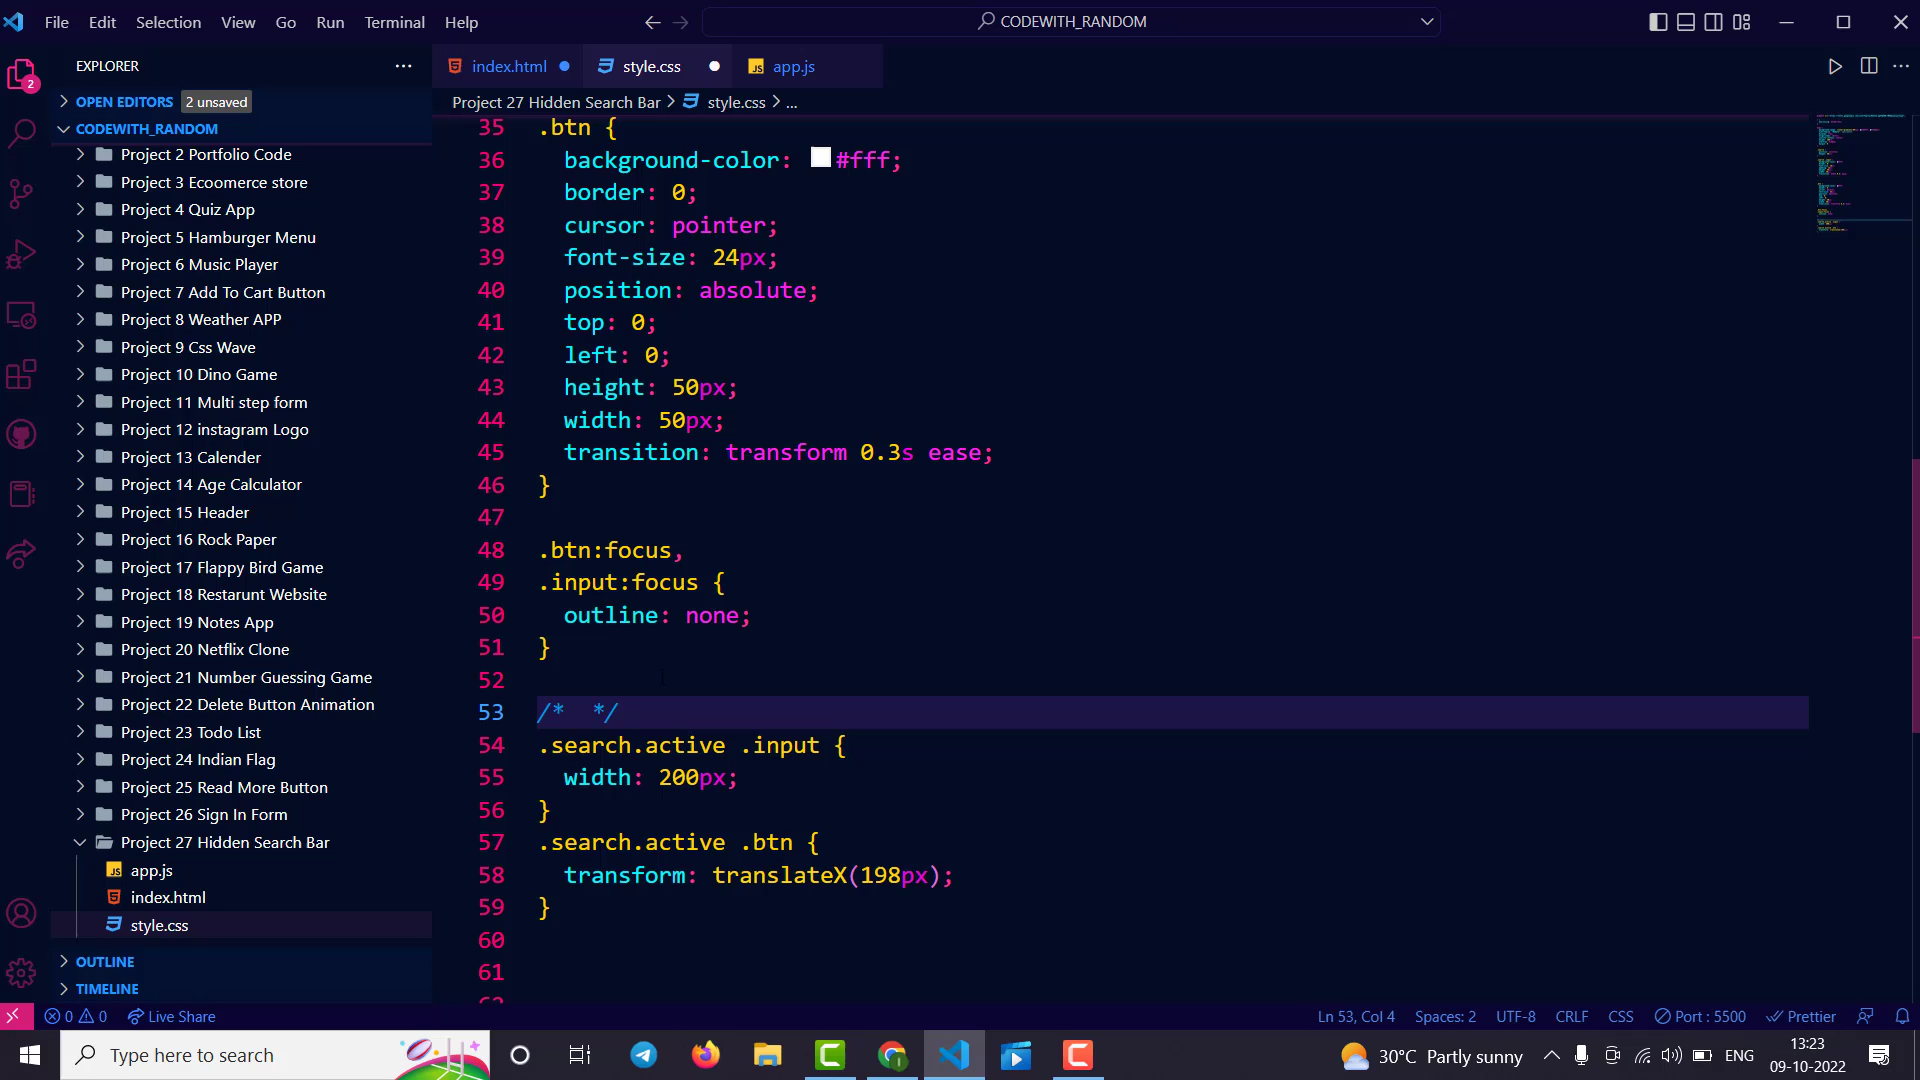 File Edit Selection View Go Run Terminal Help
CODEWITH_RANDOM
EXPLORER
OPEN EDITORS 2 unsaved
CODEWITH_RANDOM
Project 2 Portfolio Code
Project 3 Ecoomerce store
Project 4 Quiz App
Project 5 Hamburger Menu
Project 6 Music Player
Project 7 Add To Cart Button
Project 8 Weather APP
Project 9 Css Wave
Project 10 Dino Game
Project 11 Multi step form
Project 12 instagram Logo
Project 13 Calender
Project 14 Age Calculator
Project 15 Header
Project 16 Rock Paper
Project 17 Flappy Bird Game
Project 18 Restarunt Website
Project 19 Notes App
Project 20 Netflix Clone
Project 21 Number Guessing Game
Project 22 Delete Button Animation
Project 23 Todo List
Project 24 Indian Flag
Project 25 Read More Button
Project 26 Sign In Form
Project 27 Hidden Search Bar
JS app.js
index.html
style.css
OUTLINE
TIMELINE
2
index.html style.css JS app.js
Project 27 Hidden Search Bar > style.css > ...
35 .btn {
36 background-color: #fff;
37 border: 0;
38 cursor: pointer;
39 font-size: 24px;
40 position: absolute;
41 top: 0;
42 left: 0;
43 height: 50px;
44 width: 50px;
45 transition: transform 0.3s ease;
46 }
47
48 .btn:focus,
49 .input:focus {
50 outline: none;
51 }
52
53 /*  */
54 .search.active .input {
55 width: 200px;
56 }
57 .search.active .btn {
58 transform: translateX(198px);
59 }
60
61
0 0 Live Share
Ln 53, Col 4 Spaces: 2 UTF-8 CRLF CSS Port : 5500 Prettier
Type here to search
30°C Partly sunny ENG
13:23
09-10-2022